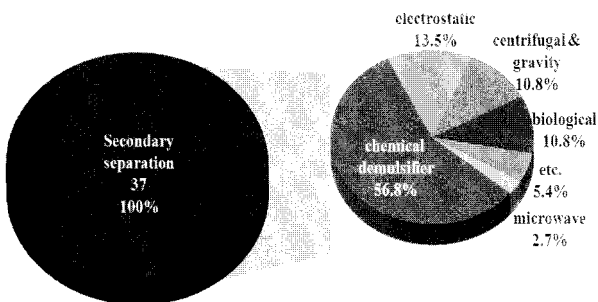 Secondary
separation
37
100%
electrostatic
13.5%
centrifugal &
gravity
10.8%
biological
10.8%
etc.
5.4%
microwave
2.7%
chemical
demulsifier
56.8%